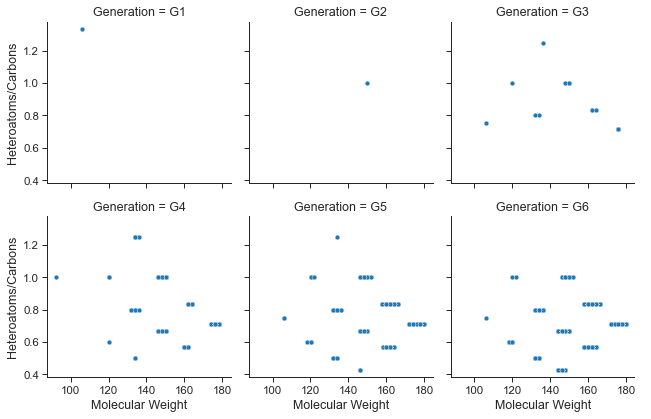 Generation = G1
Generation = G2
Generation = G3
Heteroatoms/Carbons
1.2
1.0
0.8
0.6
0.4
Generation = G4
Generation = G5
Generation = G6
Heteroatoms/Carbons
1.2
1.0
0.8
0.6
0.4
100 120 140 160 180
100 120 140 160 180
100 120 140 160 180
Molecular Weight
Molecular Weight
Molecular Weight